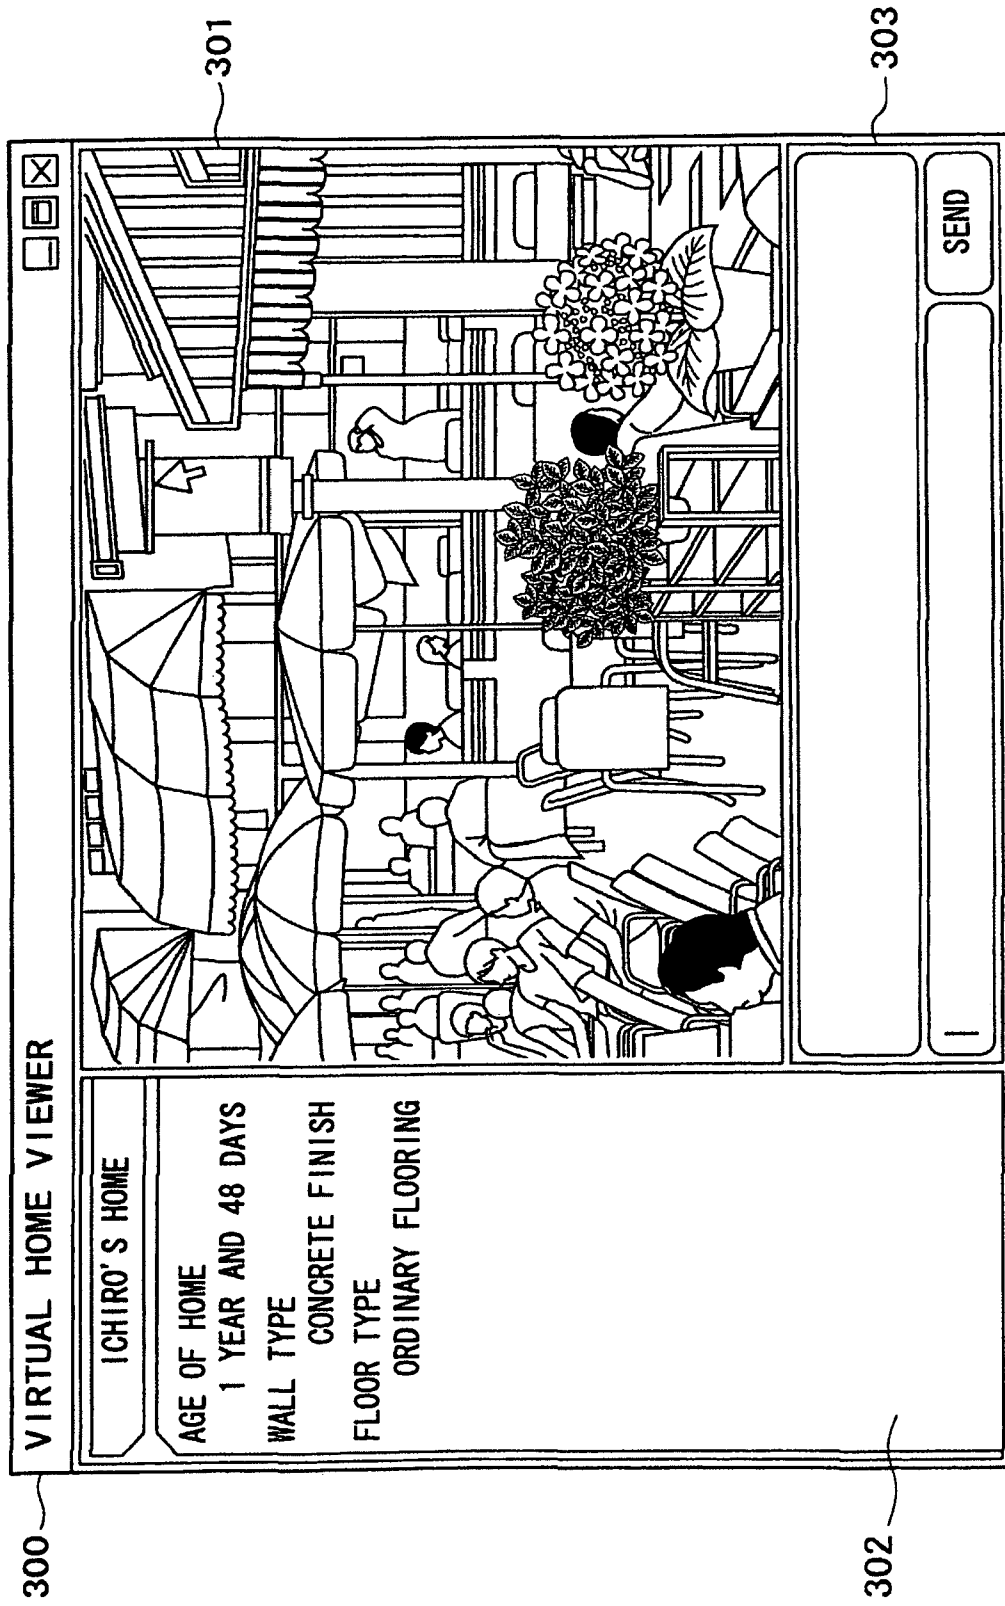 VIRTUAL HOME VIEWER
ICHIRO'S HOME
AGE OF HOME
1 YEAR AND 48 DAYS
WALL TYPE
CONCRETE FINISH
FLOOR TYPE
ORDINARY FLOORING
SEND
300
301
302
303